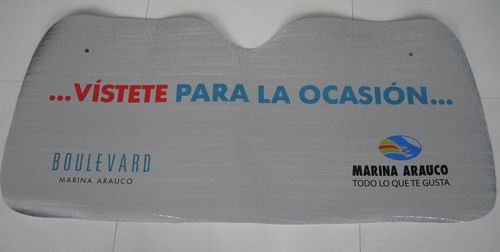 ...VÍSTETE PARA LA OCASIÓN...
BOULEVARD
MARINA ARAUCO
MARINA ARAUCO
TODO LO QUE TE GUSTA